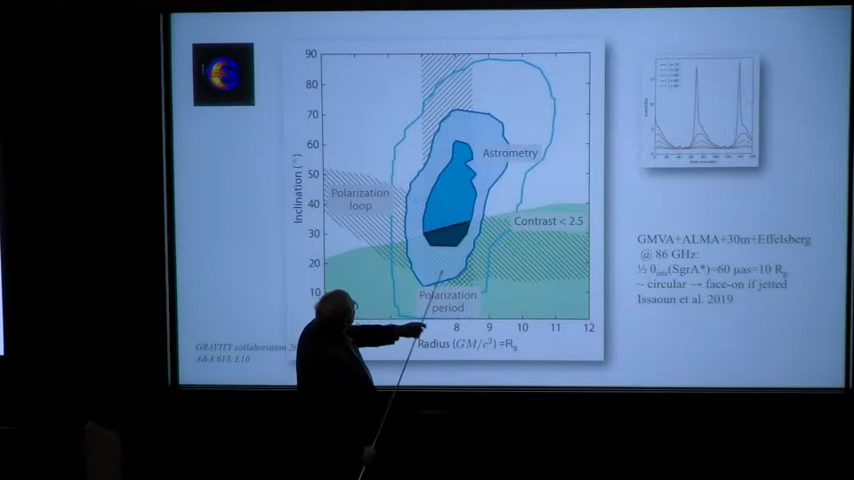 90
80
70
60
50
40
30
20
10
8
9
10
11
12
Inclination (°)
Radius (GM/c²) =Rg
Astrometry
Polarization
loop
Contrast < 2.5
Polarization
period
GRAVITY collaboration
A&A 618, L10
GMVA+ALMA+30m+Effelsberg
@ 86 GHz:
½ θ (SgrA*)=60 μas=10 Rg
~ circular → face-on if jetted
Issaoun et al. 2019